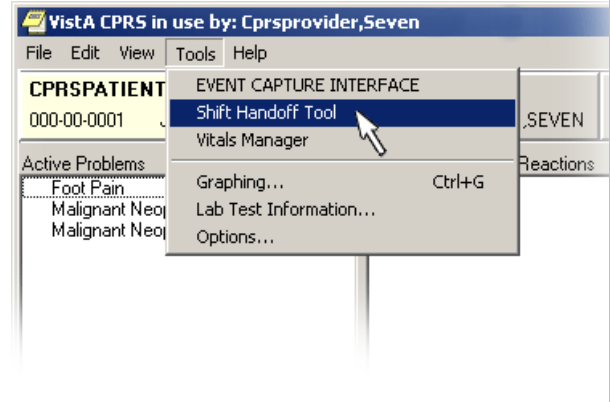 VistA CPRS in use by: Cprsprovider,Seven
File Edit View Tools Help
CPRSPATIENT
000-00-0001
,SEVEN
EVENT CAPTURE INTERFACE
Shift Handoff Tool
Vitals Manager
Graphing... Ctrl+G
Lab Test Information...
Options...
Active Problems
Reactions
Foot Pain
Malignant Neop
Malignant Neop